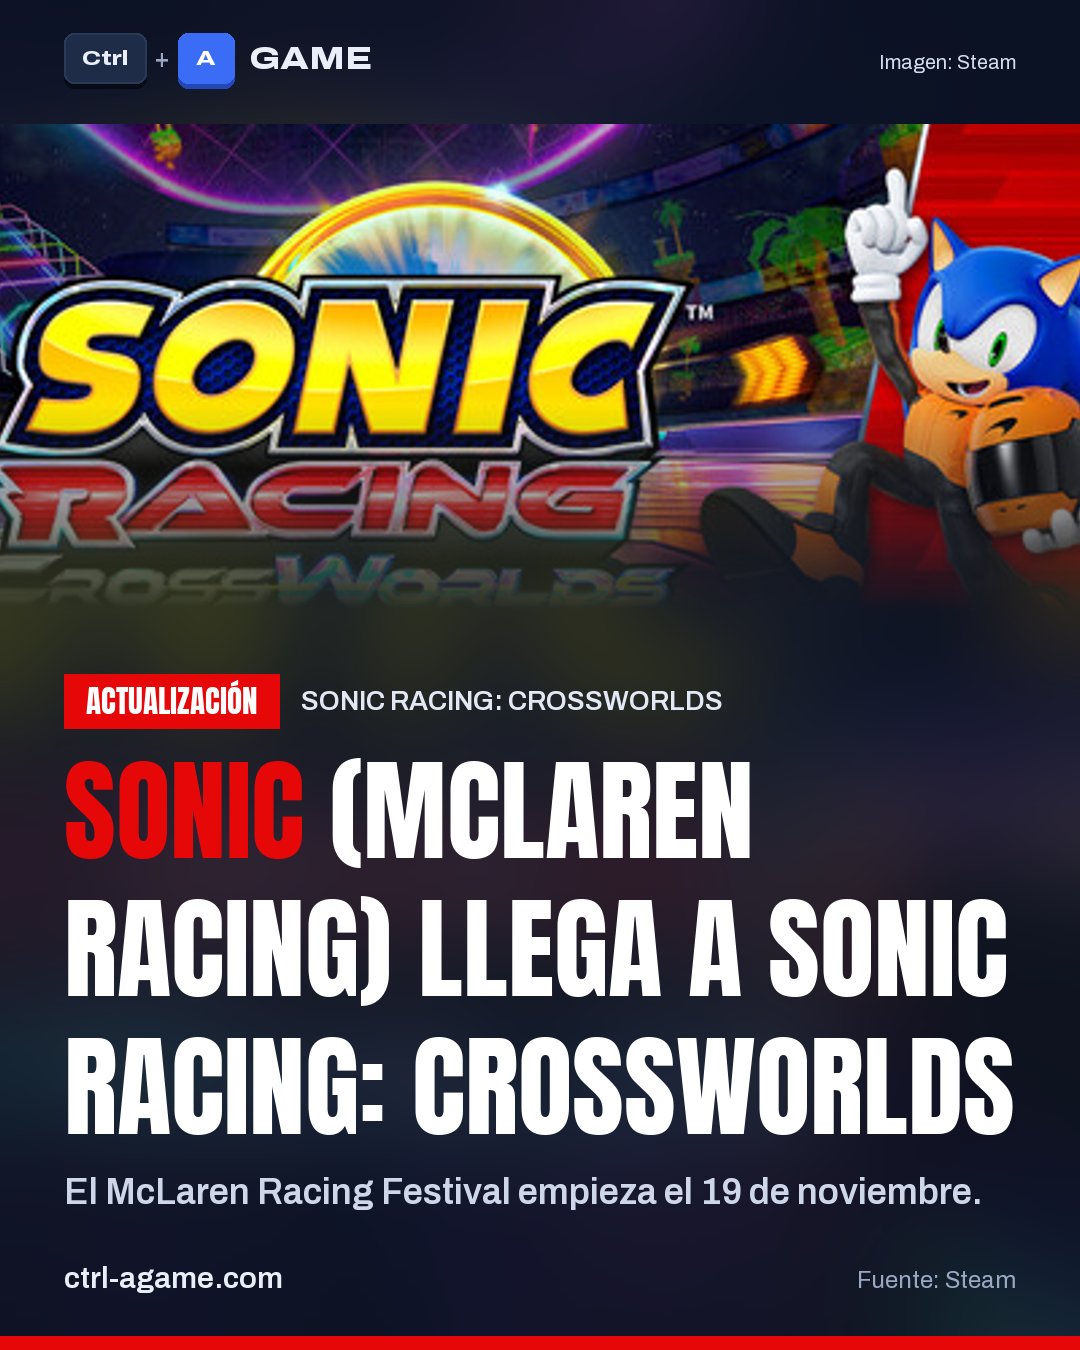 Ctrl + A GAME
Imagen: Steam
SONIC
TM
RACING
CROSSWORLDS
ACTUALIZACIÓN
SONIC RACING: CROSSWORLDS
SONIC (MCLAREN
RACING) LLEGA A SONIC
RACING: CROSSWORLDS
El McLaren Racing Festival empieza el 19 de noviembre.
ctrl-agame.com
Fuente: Steam